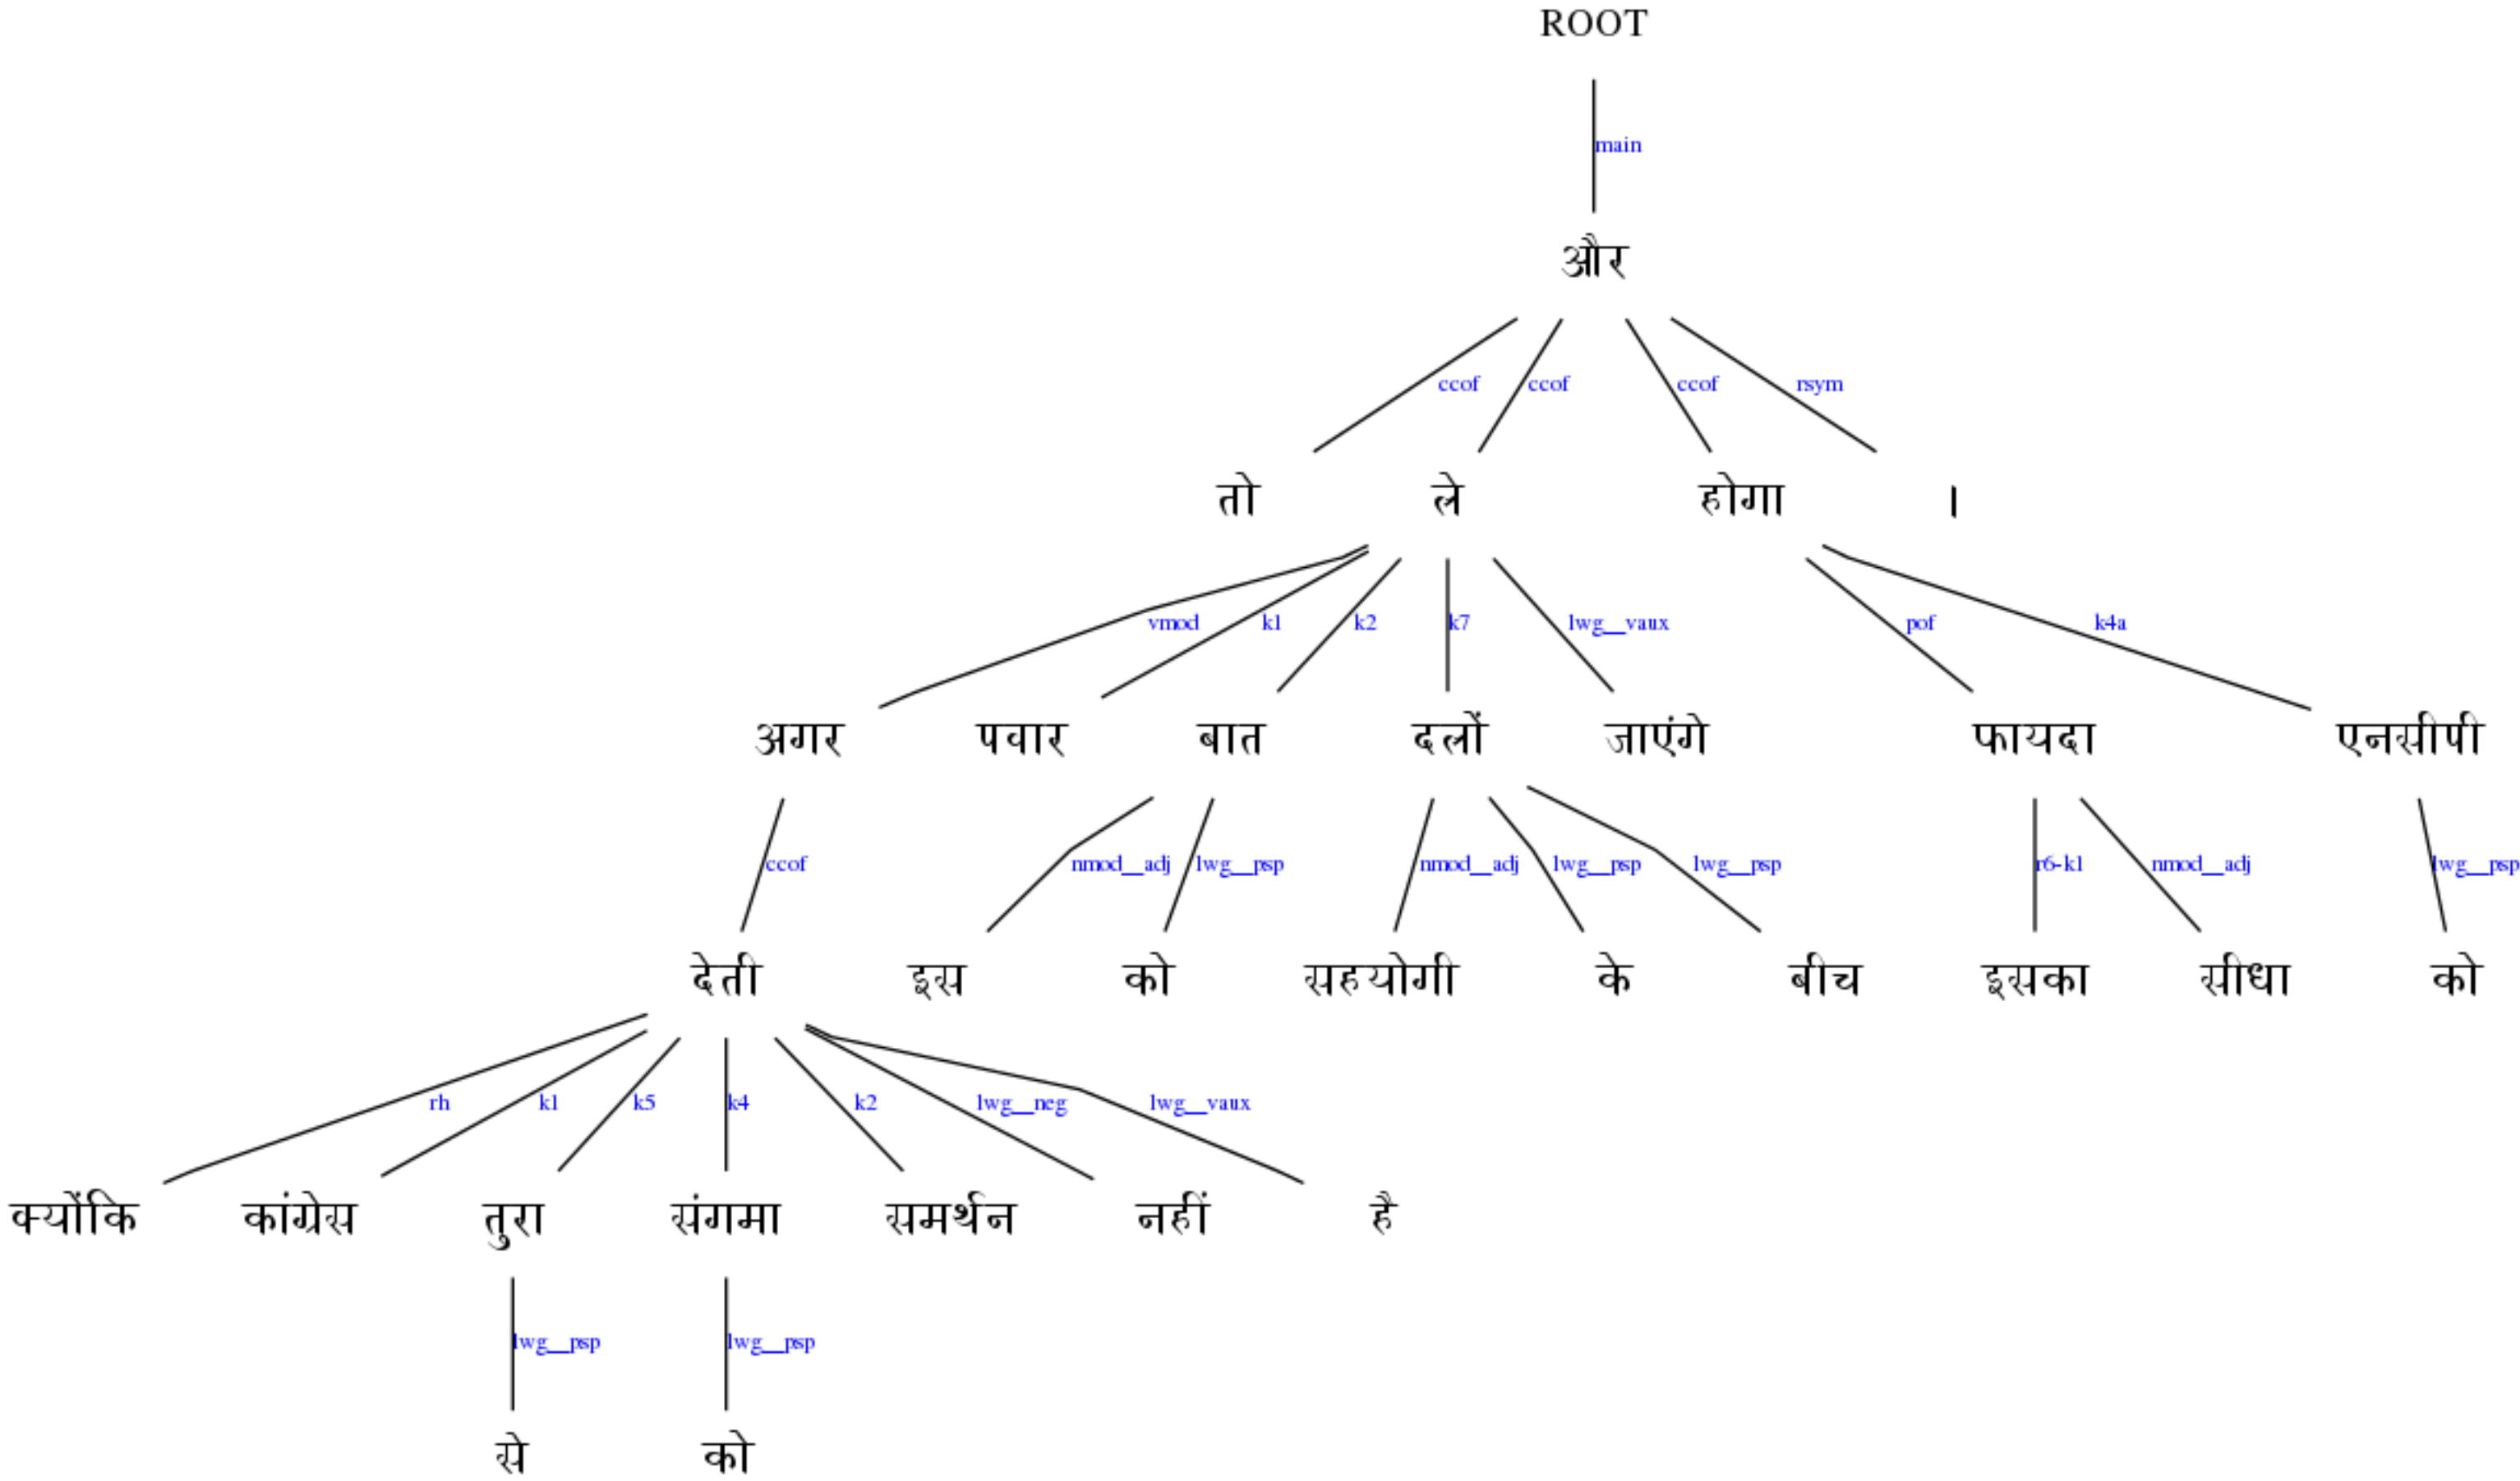 ROOT
main
और
ccof ccof ccof rsym
तो ले होगा ।
vmod k1 k2 k7 lwg__vaux pof k4a
अगर पवार बात दलों जाएंगे फायदा एनसीपी
ccof nmod__adj lwg__psp nmod__adj lwg__psp lwg__psp r6-k1 nmod__adj lwg__psp
देती इस को सहयोगी के बीच इसका सीधा को
rh k1 k5 k4 k2 lwg__neg lwg__vaux
क्योंकि कांग्रेस तुरा संगमा समर्थन नहीं है
lwg__psp lwg__psp
से को